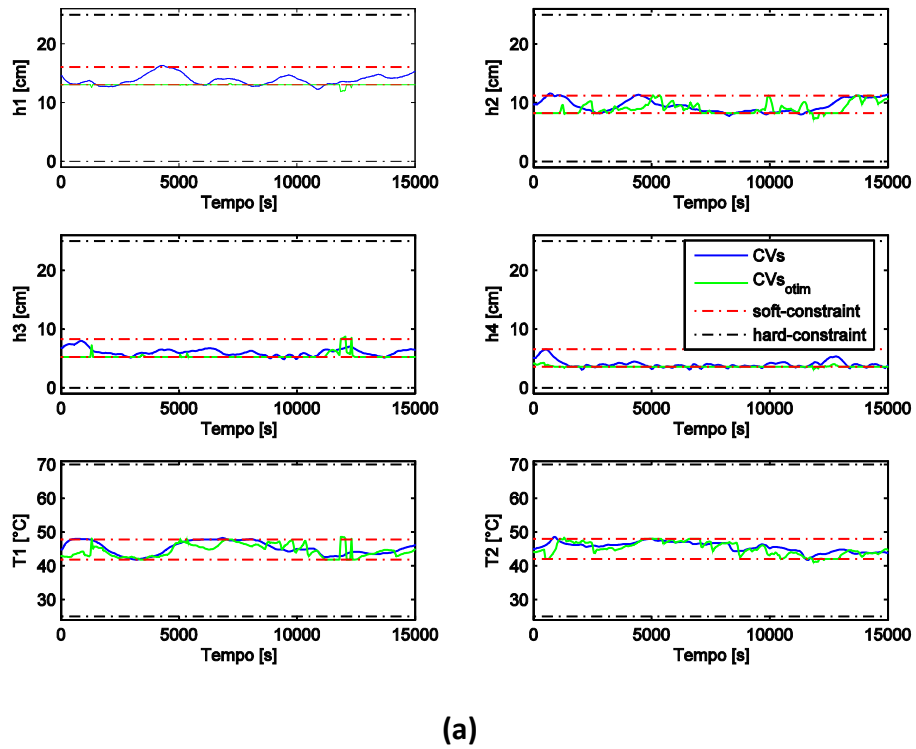 h1 [cm]
20
10
0
0 5000 10000 15000
Tempo [s]
h2 [cm]
20
10
0
0 5000 10000 15000
Tempo [s]
h3 [cm]
20
10
0
0 5000 10000 15000
Tempo [s]
h4 [cm]
20
10
0
0 5000 10000 15000
Tempo [s]
CVs
CVsotim
soft-constraint
hard-constraint
T1 [°C]
70
60
50
40
30
0 5000 10000 15000
Tempo [s]
T2 [°C]
70
60
50
40
30
0 5000 10000 15000
Tempo [s]
(a)